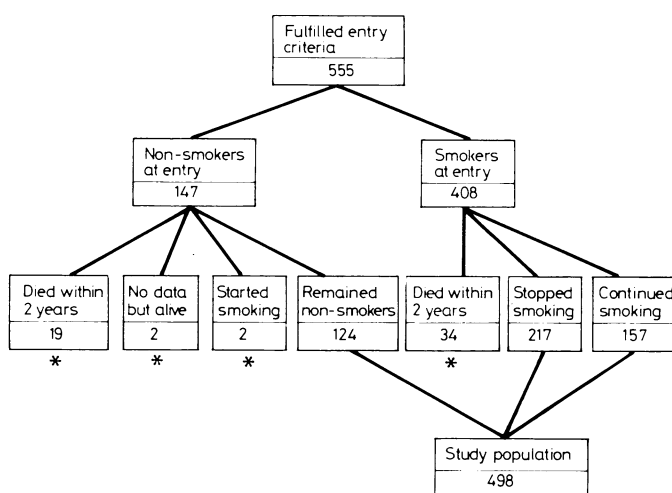 Fulfilled entry
criteria
555
Non-smokers
at entry
147
Smokers
at entry
408
Died within
2 years
19
*
No data
but alive
2
*
Started
smoking
2
*
Remained
non-smokers
124
Died within
2 years
34
*
Stopped
smoking
217
Continued
smoking
157
Study population
498